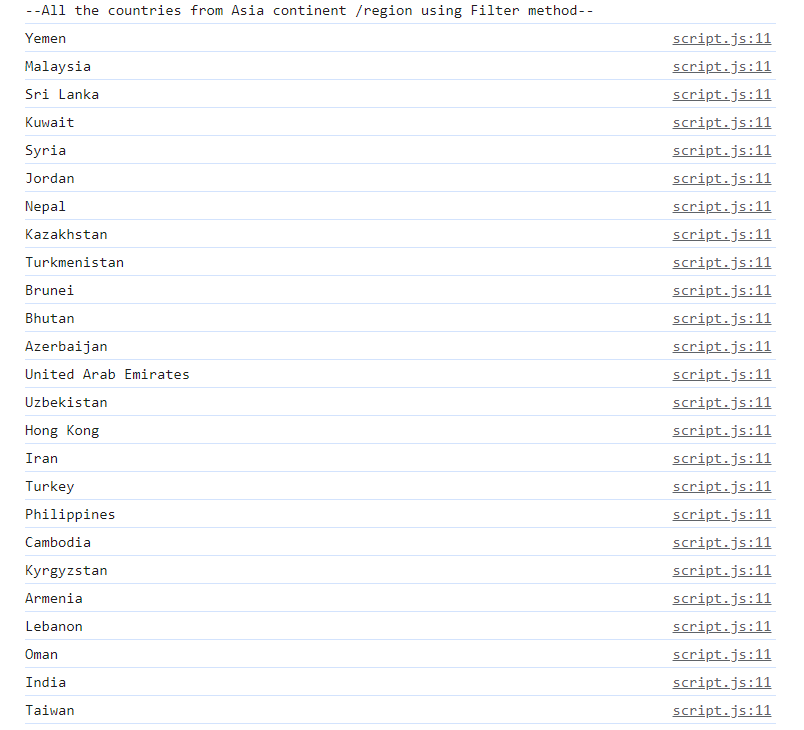 --All the countries from Asia continent /region using Filter method--
Yemen script.js:11
Malaysia script.js:11
Sri Lanka script.js:11
Kuwait script.js:11
Syria script.js:11
Jordan script.js:11
Nepal script.js:11
Kazakhstan script.js:11
Turkmenistan script.js:11
Brunei script.js:11
Bhutan script.js:11
Azerbaijan script.js:11
United Arab Emirates script.js:11
Uzbekistan script.js:11
Hong Kong script.js:11
Iran script.js:11
Turkey script.js:11
Philippines script.js:11
Cambodia script.js:11
Kyrgyzstan script.js:11
Armenia script.js:11
Lebanon script.js:11
Oman script.js:11
India script.js:11
Taiwan script.js:11